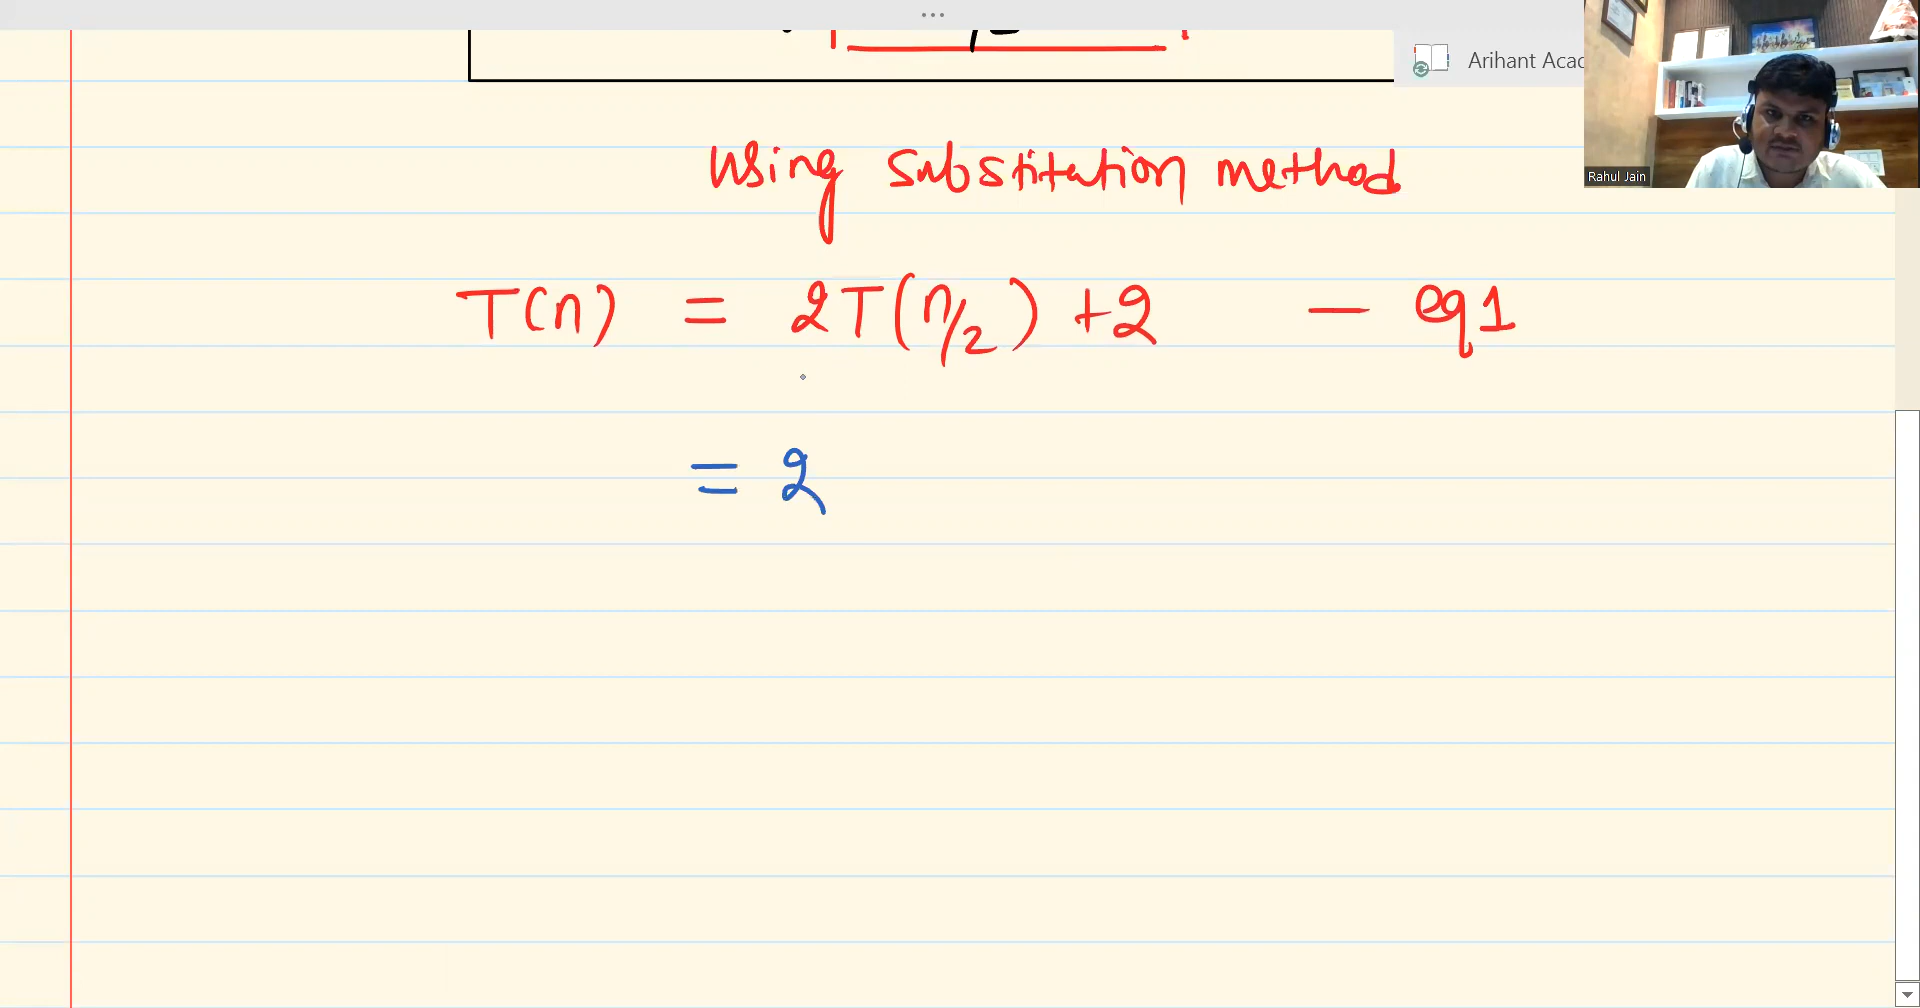 Arihant Acad
Rahul Jain
Using substitution method
T(n) = 2T(n/2) + 2 — eq1
= 2